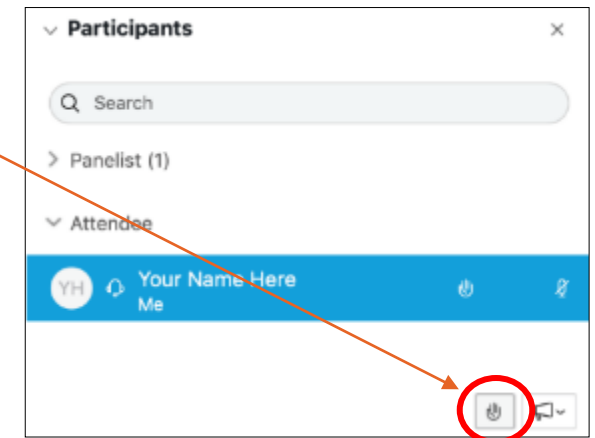 Participants
Search
Panelist (1)
Attendee
YH
Your Name Here
Me